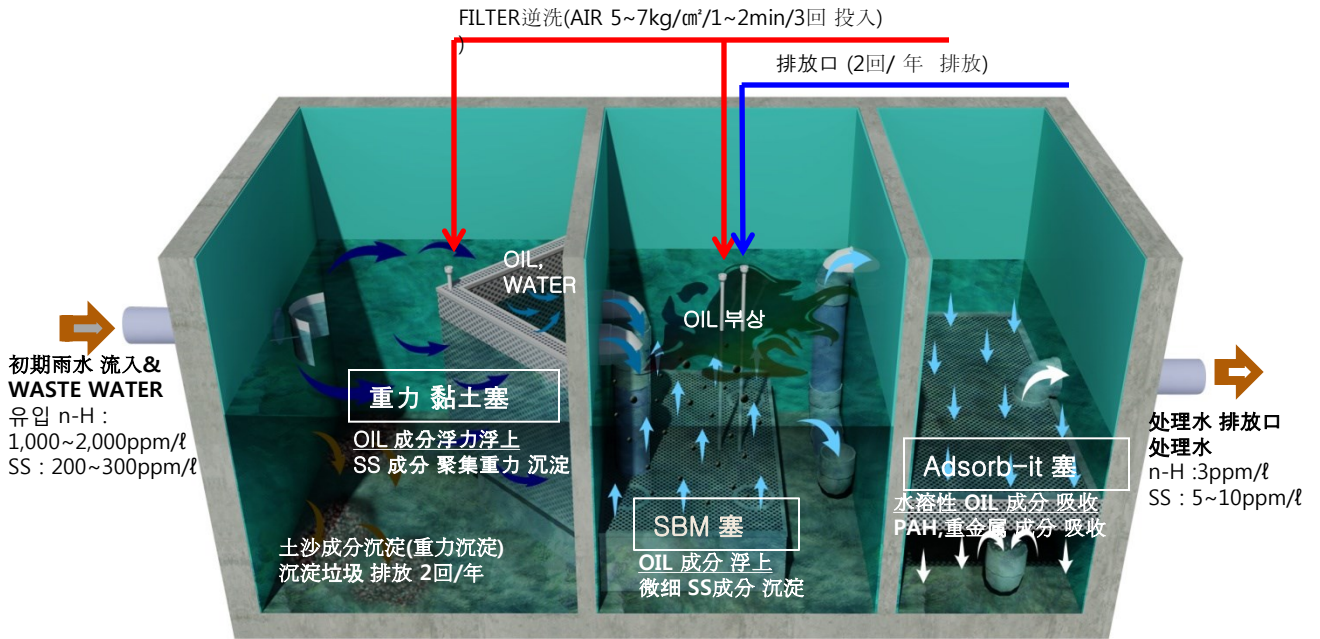 FILTER逆洗(AIR 5~7kg/㎠/1~2min/3回 投入)
)
排放口 (2回/ 年 排放)
OIL,
WATER
OIL 부상
初期雨水 流入&
WASTE WATER
유입 n-H :
1,000~2,000ppm/ℓ
SS : 200~300ppm/ℓ
重力 黏土塞
OIL 成分浮力浮上
SS 成分 聚集重力 沉淀
土沙成分沉淀(重力沉淀)
沉淀垃圾 排放 2回/年
SBM 塞
OIL 成分 浮上
微细 SS成分 沉淀
Adsorb-it 塞
水溶性 OIL 成分 吸收
PAH,重金属 成分 吸收
处理水 排放口
处理水
n-H :3ppm/ℓ
SS : 5~10ppm/ℓ